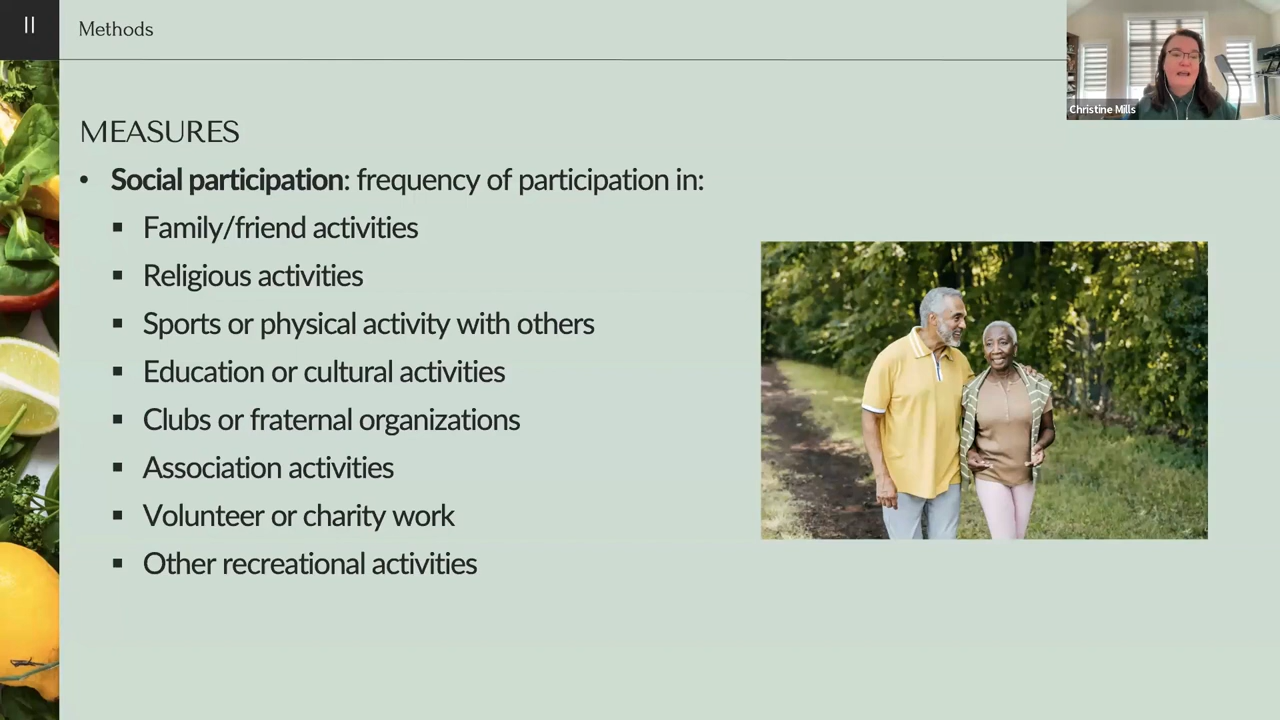 II
Methods
Christine Mills
MEASURES
• Social participation: frequency of participation in:
▪ Family/friend activities
▪ Religious activities
▪ Sports or physical activity with others
▪ Education or cultural activities
▪ Clubs or fraternal organizations
▪ Association activities
▪ Volunteer or charity work
▪ Other recreational activities